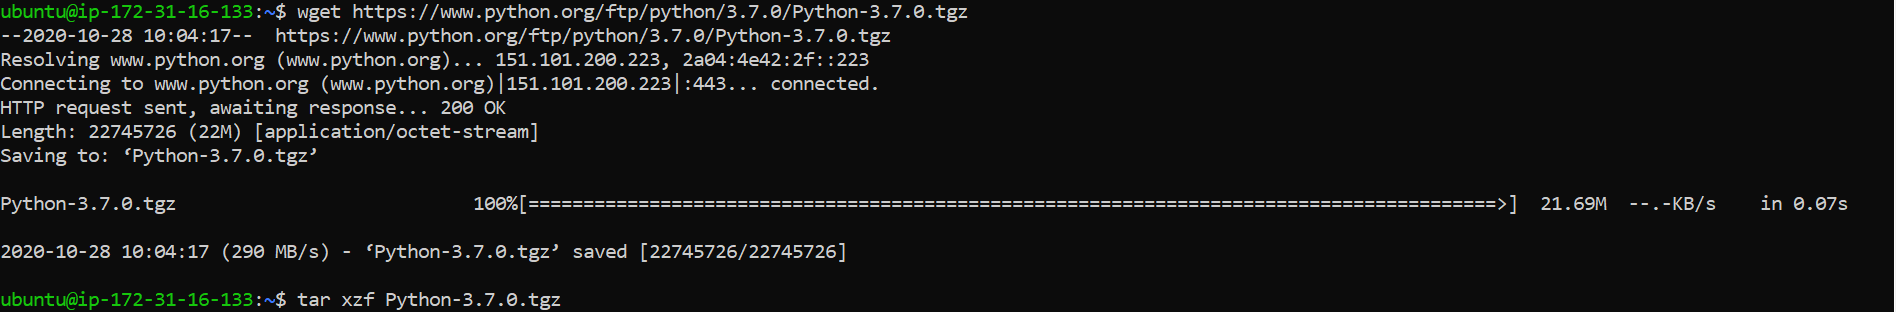 ubuntu@ip-172-31-16-133:~$ wget https://www.python.org/ftp/python/3.7.0/Python-3.7.0.tgz
--2020-10-28 10:04:17--  https://www.python.org/ftp/python/3.7.0/Python-3.7.0.tgz
Resolving www.python.org (www.python.org)... 151.101.200.223, 2a04:4e42:2f::223
Connecting to www.python.org (www.python.org)|151.101.200.223|:443... connected.
HTTP request sent, awaiting response... 200 OK
Length: 22745726 (22M) [application/octet-stream]
Saving to: ‘Python-3.7.0.tgz’
Python-3.7.0.tgz                           100%[========================================================================================>]  21.69M  --.-KB/s    in 0.07s
2020-10-28 10:04:17 (290 MB/s) - ‘Python-3.7.0.tgz’ saved [22745726/22745726]
ubuntu@ip-172-31-16-133:~$ tar xzf Python-3.7.0.tgz